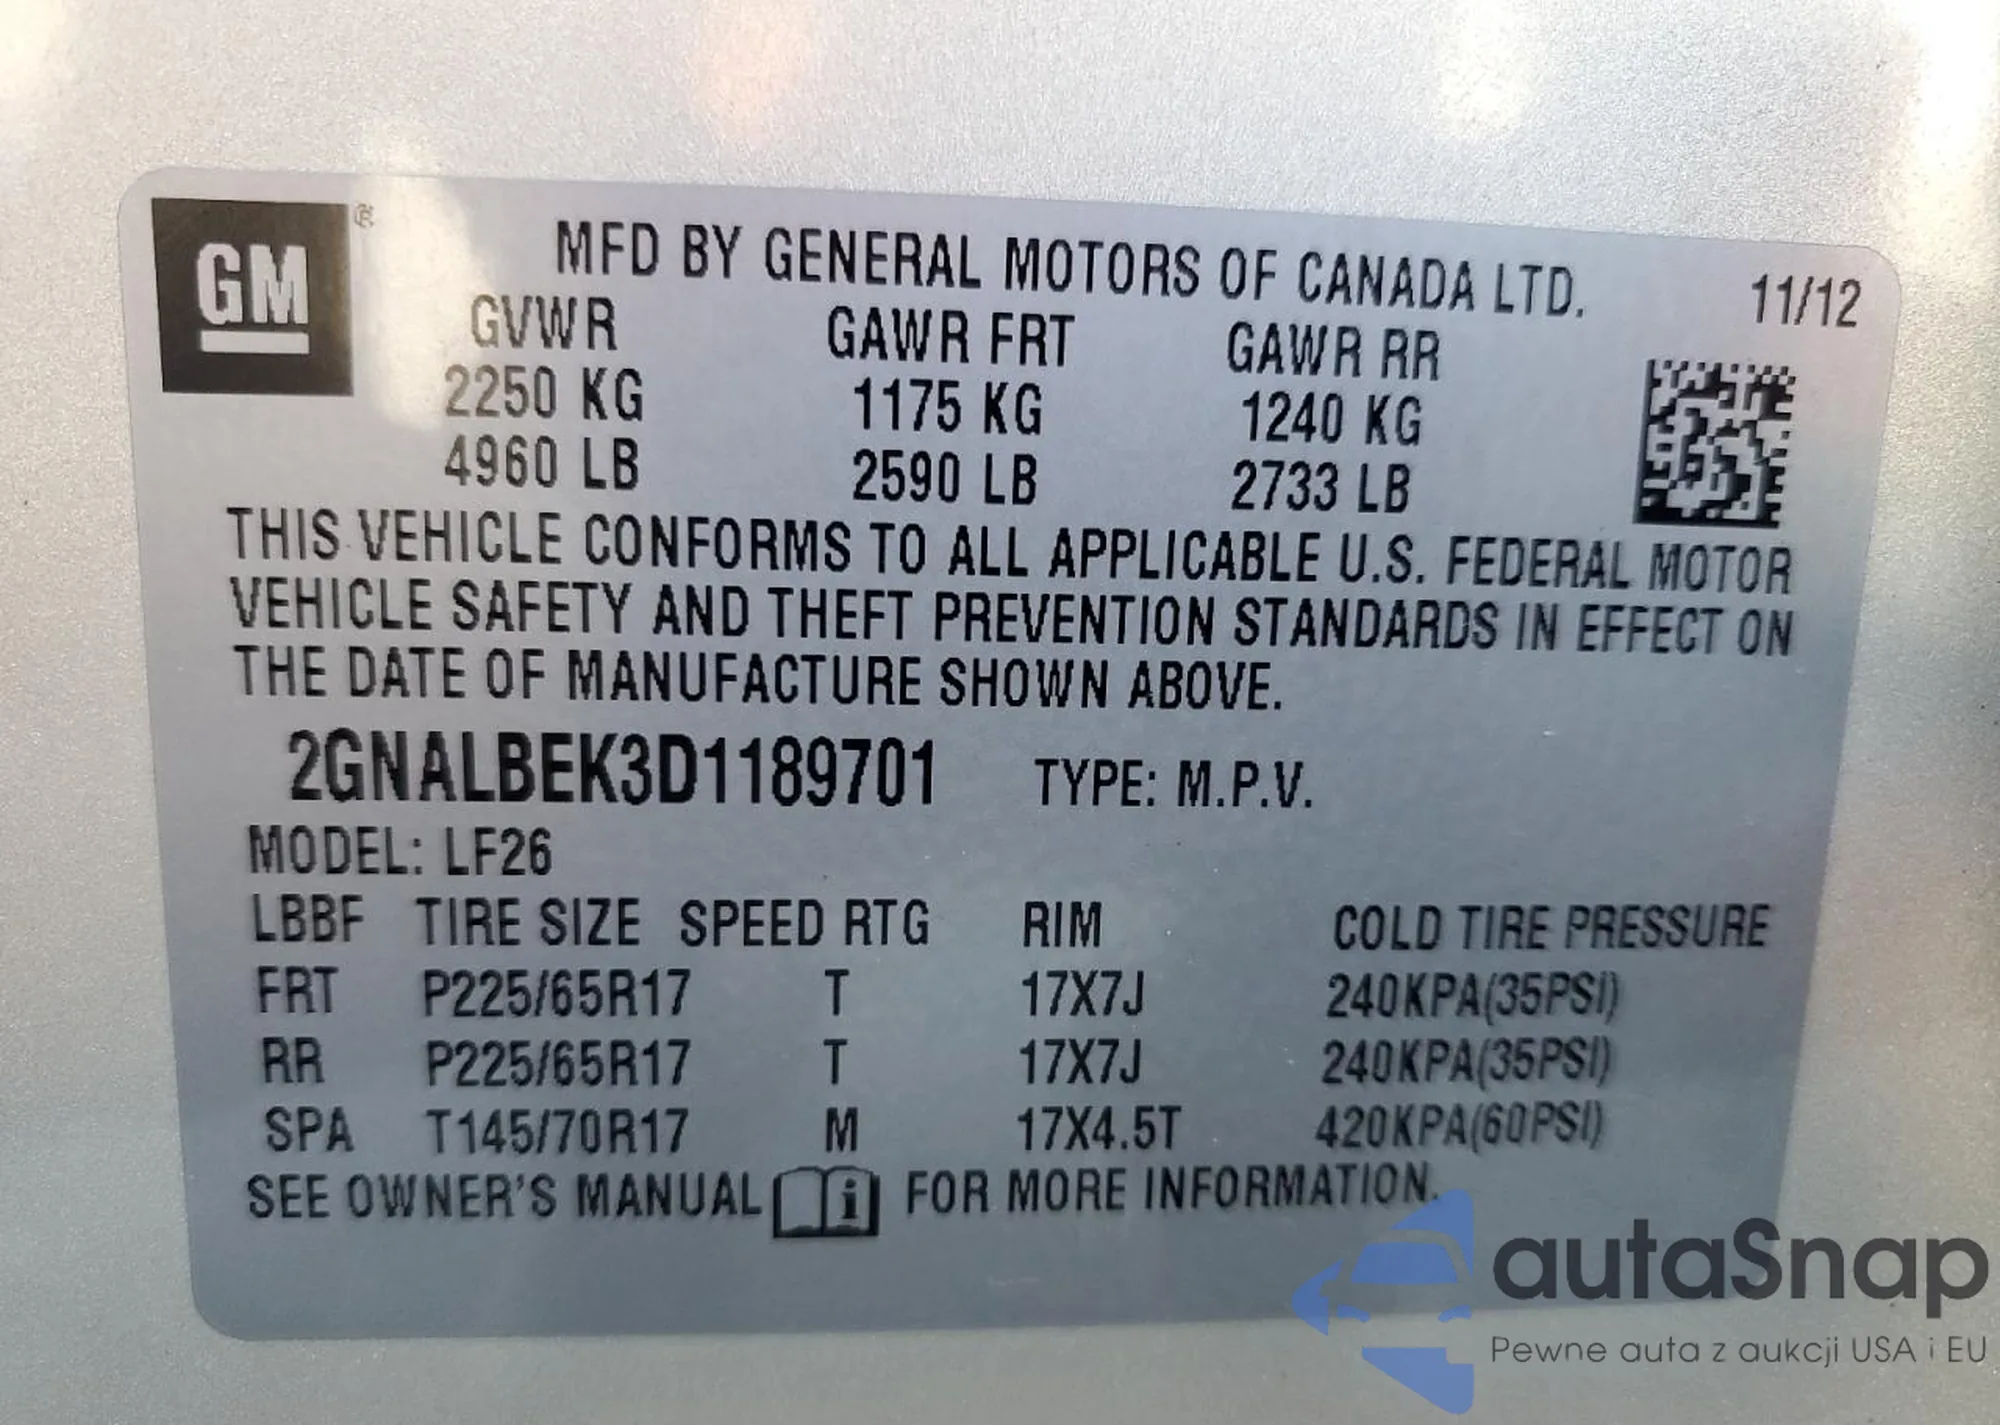 GM ®
MFD BY GENERAL MOTORS OF CANADA LTD. 11/12
GVWR GAWR FRT GAWR RR
2250 KG 1175 KG 1240 KG
4960 LB 2590 LB 2733 LB
THIS VEHICLE CONFORMS TO ALL APPLICABLE U.S. FEDERAL MOTOR
VEHICLE SAFETY AND THEFT PREVENTION STANDARDS IN EFFECT ON
THE DATE OF MANUFACTURE SHOWN ABOVE.
2GNALBEK3D1189701 TYPE: M.P.V.
MODEL: LF26
LBBF TIRE SIZE SPEED RTG RIM COLD TIRE PRESSURE
FRT P225/65R17 T 17X7J 240KPA(35PSI)
RR P225/65R17 T 17X7J 240KPA(35PSI)
SPA T145/70R17 M 17X4.5T 420KPA(60PSI)
SEE OWNER'S MANUAL i FOR MORE INFORMATION.
autaSnap
Pewne auta z aukcji USA i EU